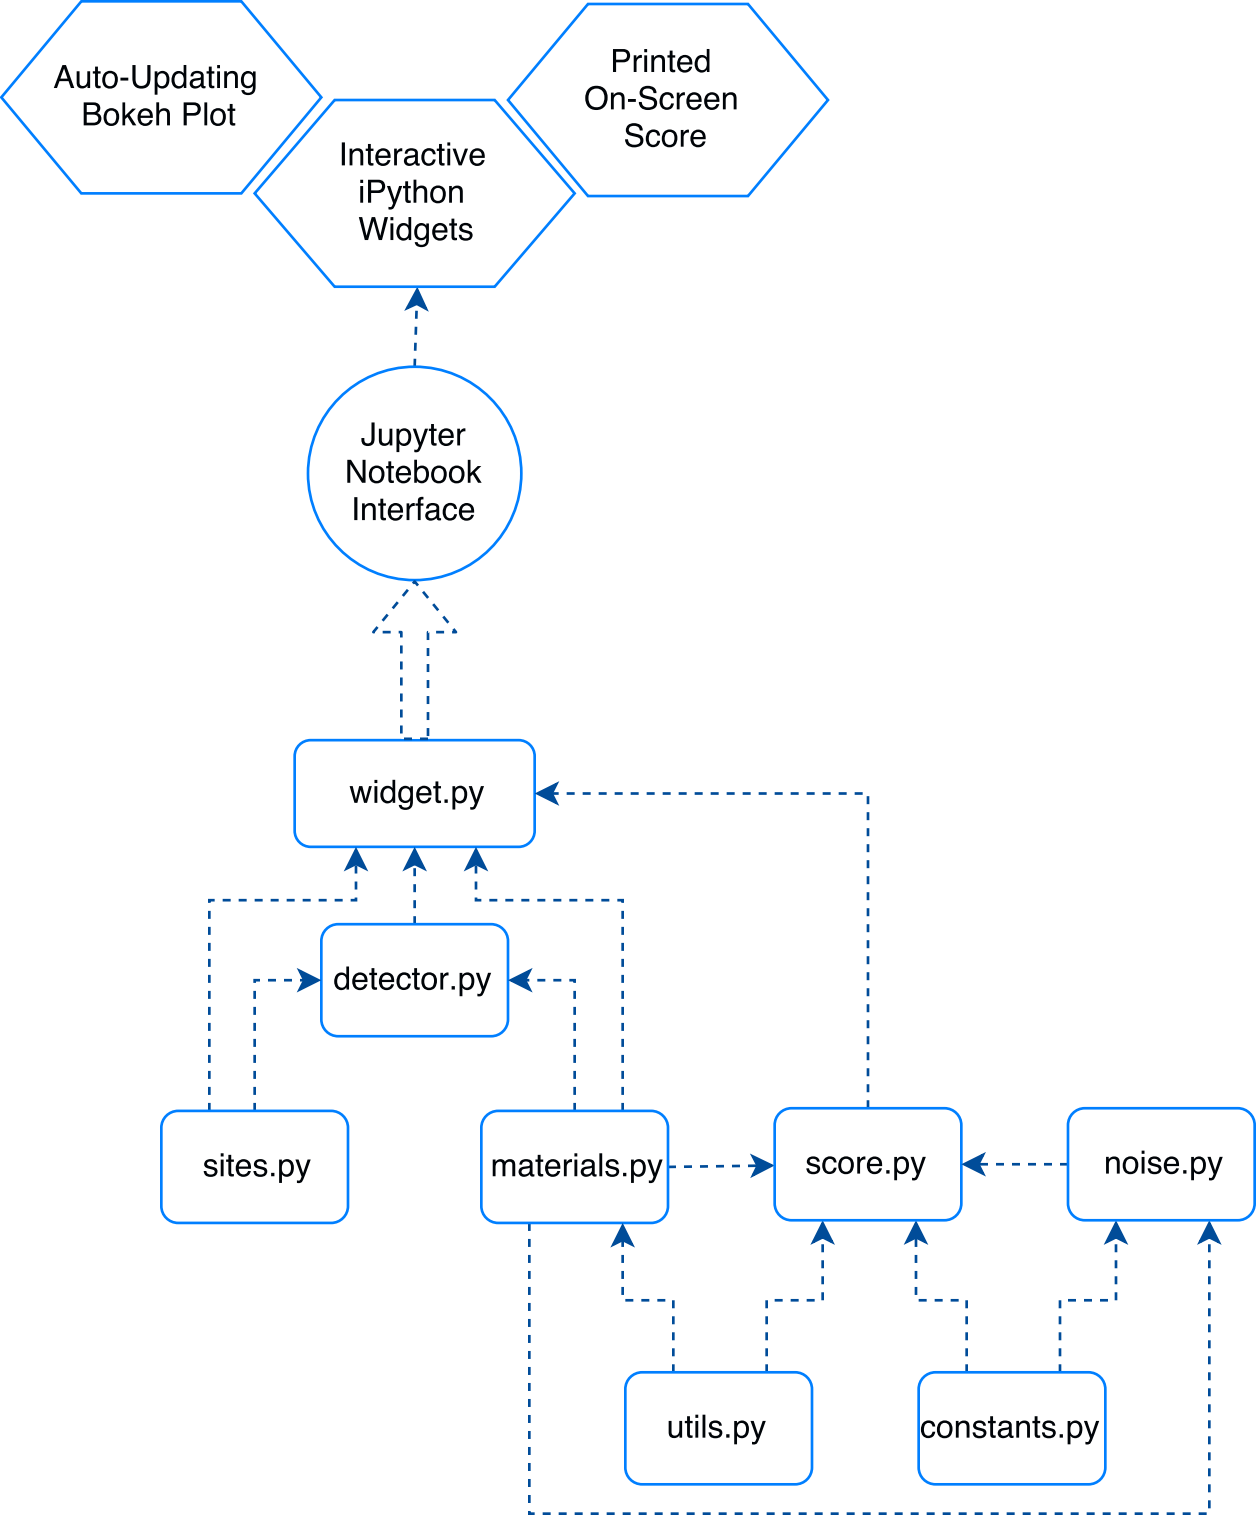 Auto-Updating
Bokeh Plot
Printed
On-Screen
Score
Interactive
iPython
Widgets
Jupyter
Notebook
Interface
widget.py
detector.py
sites.py
materials.py
score.py
noise.py
utils.py
constants.py